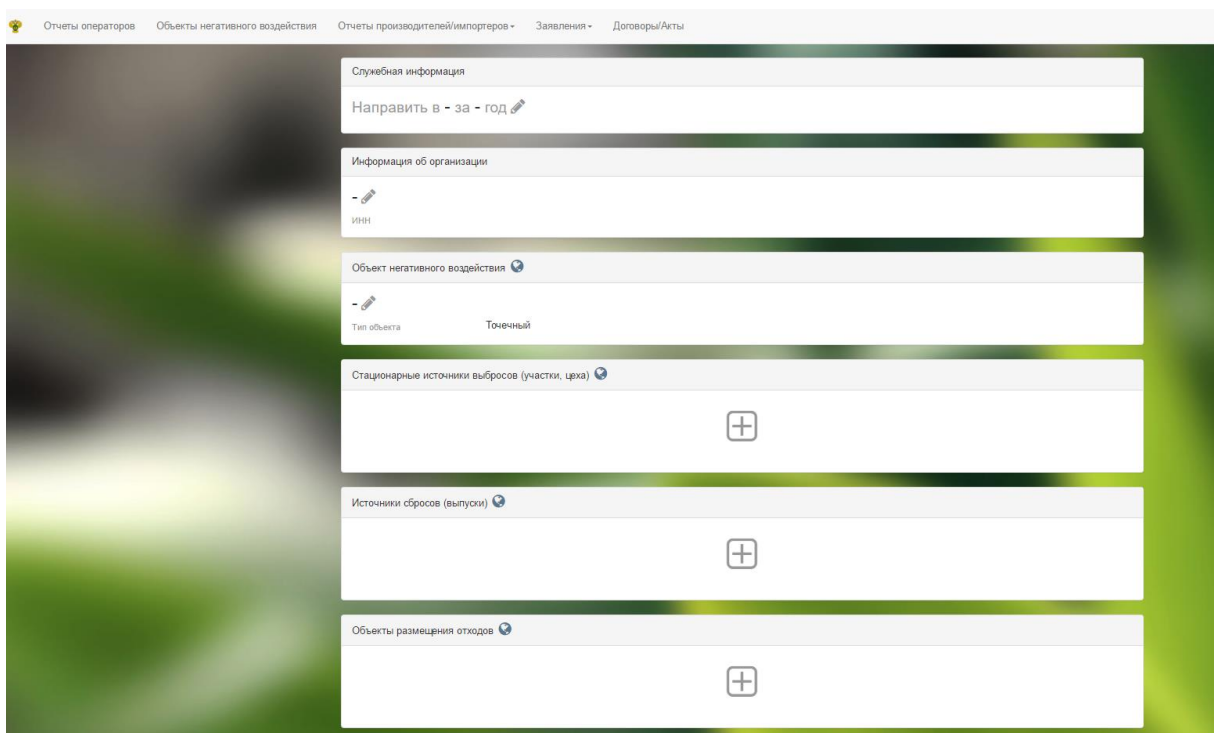 Отчеты операторов Объекты негативного воздействия Отчеты производителей/импортеров Заявления Договоры/Акты
Служебная информация
Направить в - за - год
Информация об организации
-
ИНН
Объект негативного воздействия
-
Тип объекта Точечный
Стационарные источники выбросов (участки, цеха)
Источники сбросов (выпуски)
Объекты размещения отходов